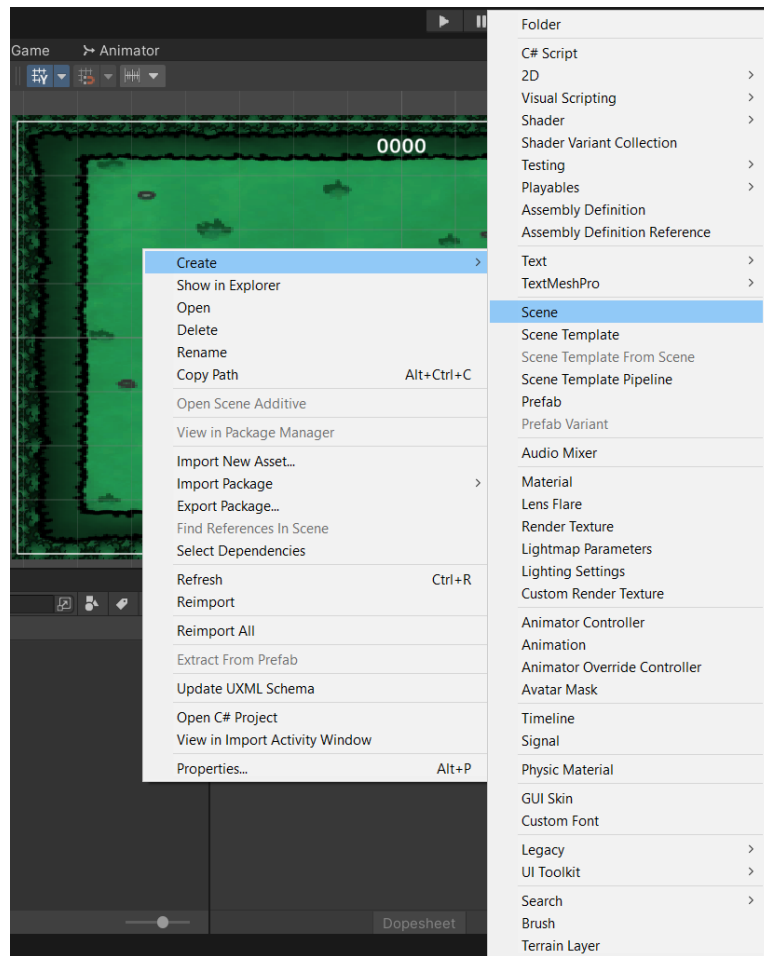 Game
Animator
0000
Create
Show in Explorer
Open
Delete
Rename
Copy Path Alt+Ctrl+C
Open Scene Additive
View in Package Manager
Import New Asset...
Import Package
Export Package...
Find References In Scene
Select Dependencies
Refresh Ctrl+R
Reimport
Reimport All
Extract From Prefab
Update UXML Schema
Open C# Project
View in Import Activity Window
Properties... Alt+P
Dopesheet
Folder
C# Script
2D
Visual Scripting
Shader
Shader Variant Collection
Testing
Playables
Assembly Definition
Assembly Definition Reference
Text
TextMeshPro
Scene
Scene Template
Scene Template From Scene
Scene Template Pipeline
Prefab
Prefab Variant
Audio Mixer
Material
Lens Flare
Render Texture
Lightmap Parameters
Lighting Settings
Custom Render Texture
Animator Controller
Animation
Animator Override Controller
Avatar Mask
Timeline
Signal
Physic Material
GUI Skin
Custom Font
Legacy
UI Toolkit
Search
Brush
Terrain Layer